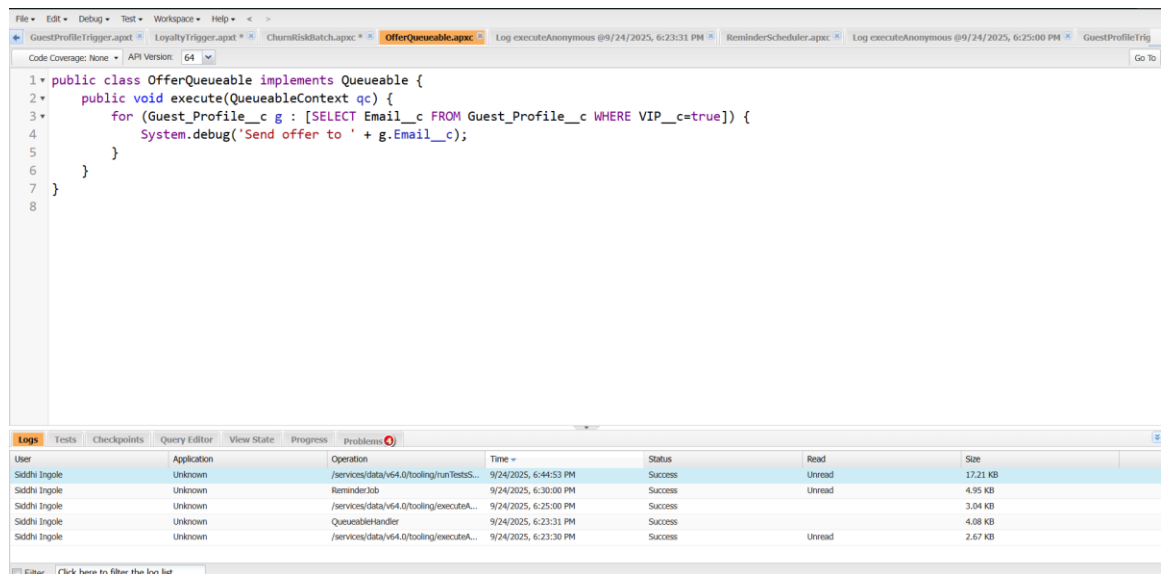 File Edit Debug Test Workspace Help < >
GuestProfileTrigger.apxt LoyaltyTrigger.apxt * ChurnRiskBatch.apxc * OfferQueueable.apxc Log executeAnonymous @9/24/2025, 6:23:31 PM ReminderScheduler.apxc Log executeAnonymous @9/24/2025, 6:25:00 PM GuestProfileTrig
Code Coverage: None API Version: 64 Go To
1 public class OfferQueueable implements Queueable {
2 public void execute(QueueableContext qc) {
3 for (Guest_Profile__c g : [SELECT Email__c FROM Guest_Profile__c WHERE VIP__c=true]) {
4 System.debug('Send offer to ' + g.Email__c);
5 }
6 }
7 }
8
Logs Tests Checkpoints Query Editor View State Progress Problems 4
User Application Operation Time Status Read Size
Siddhi Ingole Unknown /services/data/v64.0/tooling/runTestsS... 9/24/2025, 6:44:53 PM Success Unread 17.21 KB
Siddhi Ingole Unknown ReminderJob 9/24/2025, 6:30:00 PM Success Unread 4.95 KB
Siddhi Ingole Unknown /services/data/v64.0/tooling/executeA... 9/24/2025, 6:25:00 PM Success 3.04 KB
Siddhi Ingole Unknown QueueableHandler 9/24/2025, 6:23:31 PM Success 4.08 KB
Siddhi Ingole Unknown /services/data/v64.0/tooling/executeA... 9/24/2025, 6:23:30 PM Success Unread 2.67 KB
Filter Click here to filter the log list